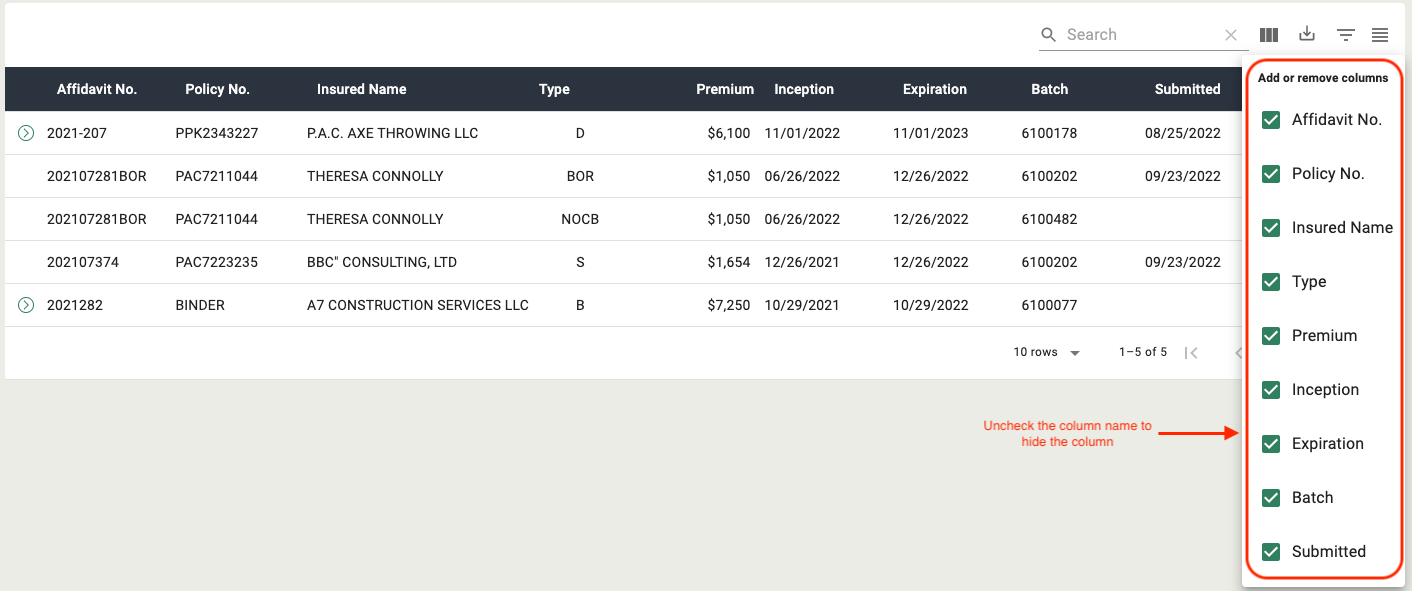 Search
Add or remove columns
Affidavit No. Policy No. Insured Name Type Premium Inception Expiration Batch Submitted
2021-207 PPK2343227 P.A.C. AXE THROWING LLC D $6,100 11/01/2022 11/01/2023 6100178 08/25/2022
202107281BOR PAC7211044 THERESA CONNOLLY BOR $1,050 06/26/2022 12/26/2022 6100202 09/23/2022
202107281BOR PAC7211044 THERESA CONNOLLY NOCB $1,050 06/26/2022 12/26/2022 6100482
202107374 PAC7223235 BBC" CONSULTING, LTD S $1,654 12/26/2021 12/26/2022 6100202 09/23/2022
2021282 BINDER A7 CONSTRUCTION SERVICES LLC B $7,250 10/29/2021 10/29/2022 6100077
10 rows 1–5 of 5
Affidavit No.
Policy No.
Insured Name
Type
Premium
Inception
Expiration
Batch
Submitted
Uncheck the column name to
hide the column